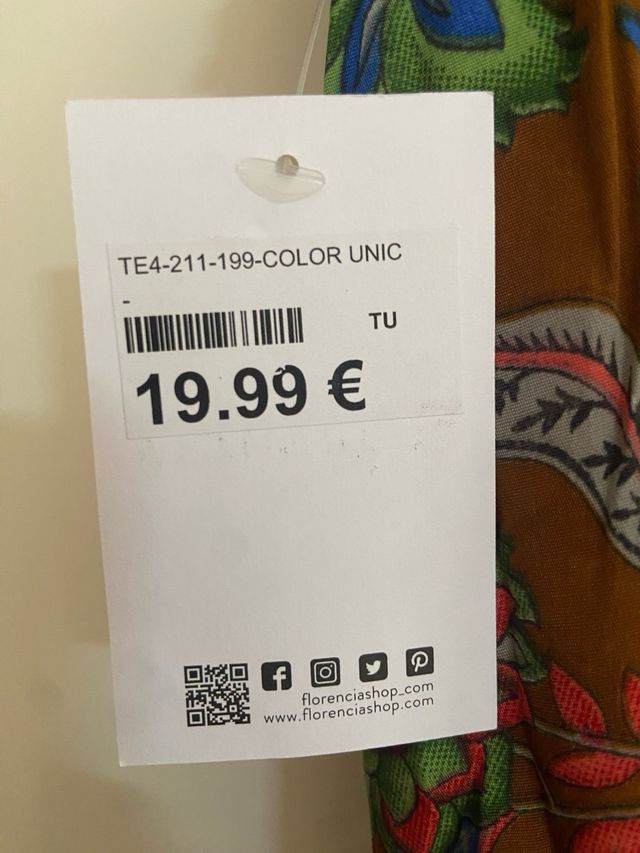 TE4-211-199-COLOR UNIC
-
TU
19.99 €
florenciashop_com
www.florenciashop.com